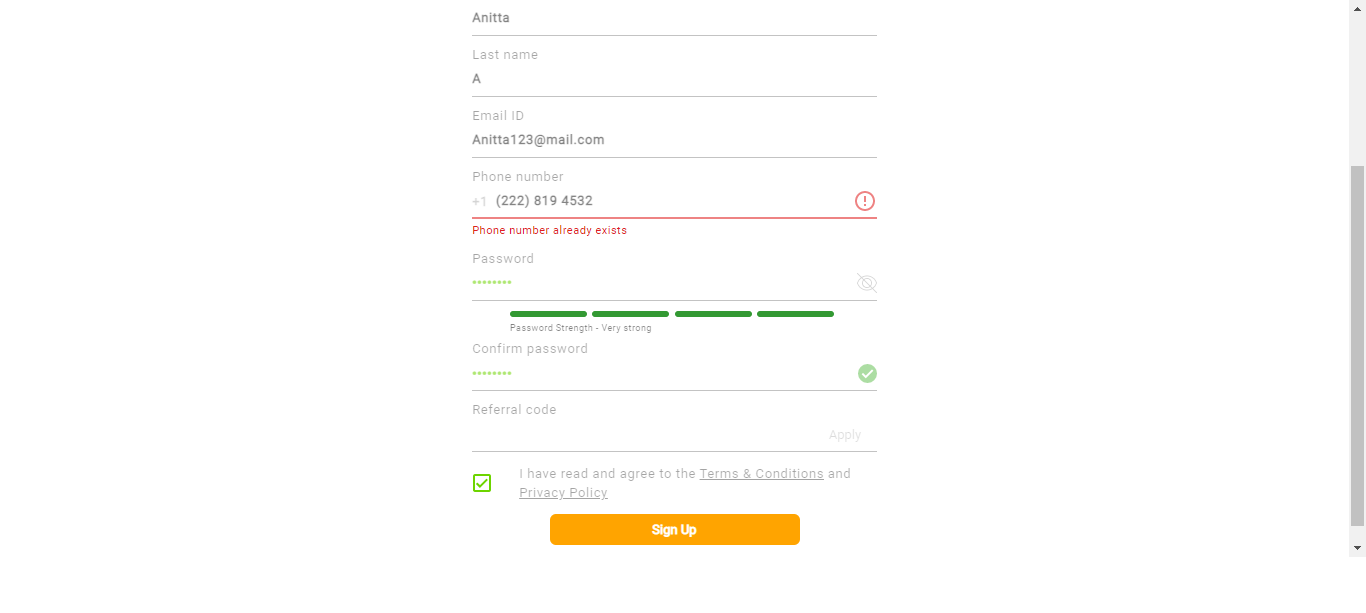 Anitta
Last name
A
Email ID
Anitta123@mail.com
Phone number
+1 (222) 819 4532
Phone number already exists
Password
••••••••
Password Strength - Very strong
Confirm password
••••••••
Referral code
Apply
I have read and agree to the Terms & Conditions and
Privacy Policy
Sign Up